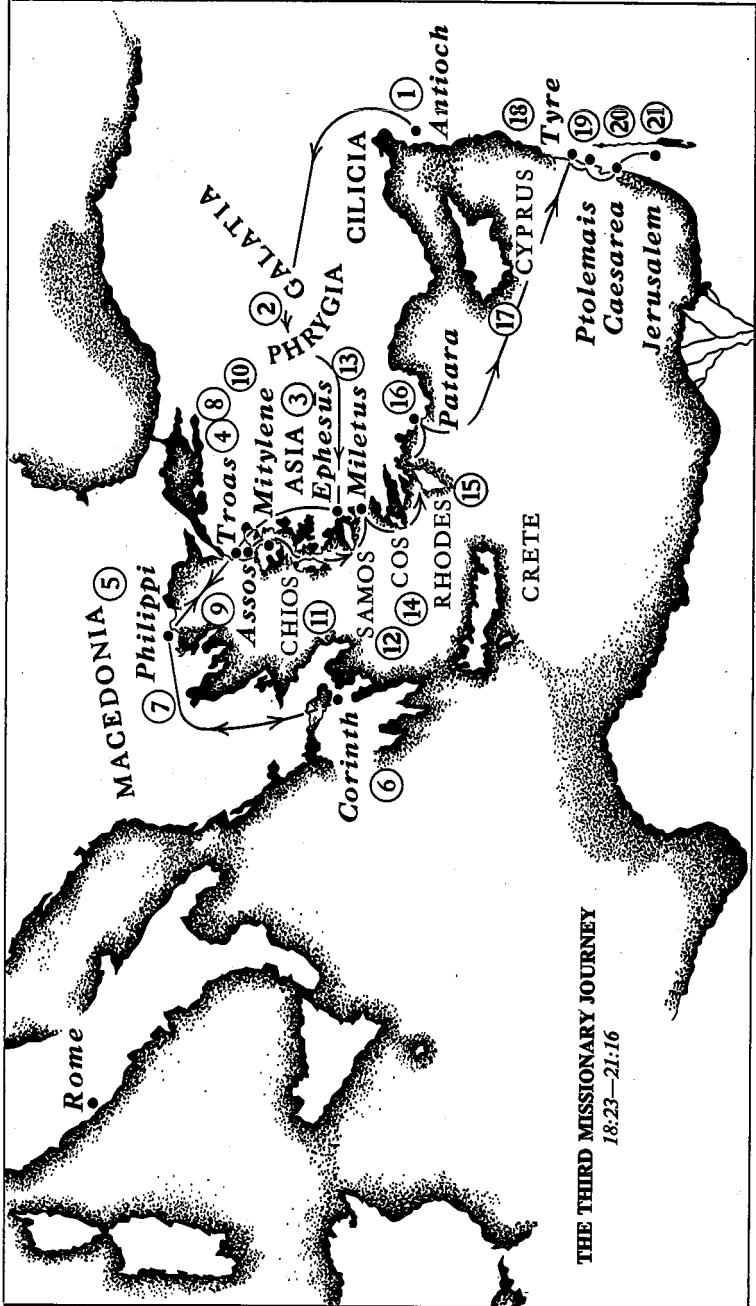 Rome
MACEDONIA
⑤
Philippi
⑦
Corinth
⑥
⑨
Assos
Troas
④ ⑧
Mitylene
⑩
ASIA ③
Ephesus
⑬
Miletus
CHIOS
⑪
SAMOS
⑫
COS
⑭
RHODES
⑮
CRETE
GALATIA
②
PHRYGIA
CILICIA
①
Antioch
⑯
Patara
⑰
CYPRUS
⑱
Tyre
⑲
⑳
㉑
Ptolemais
Caesarea
Jerusalem
THE THIRD MISSIONARY JOURNEY
18:23—21:16